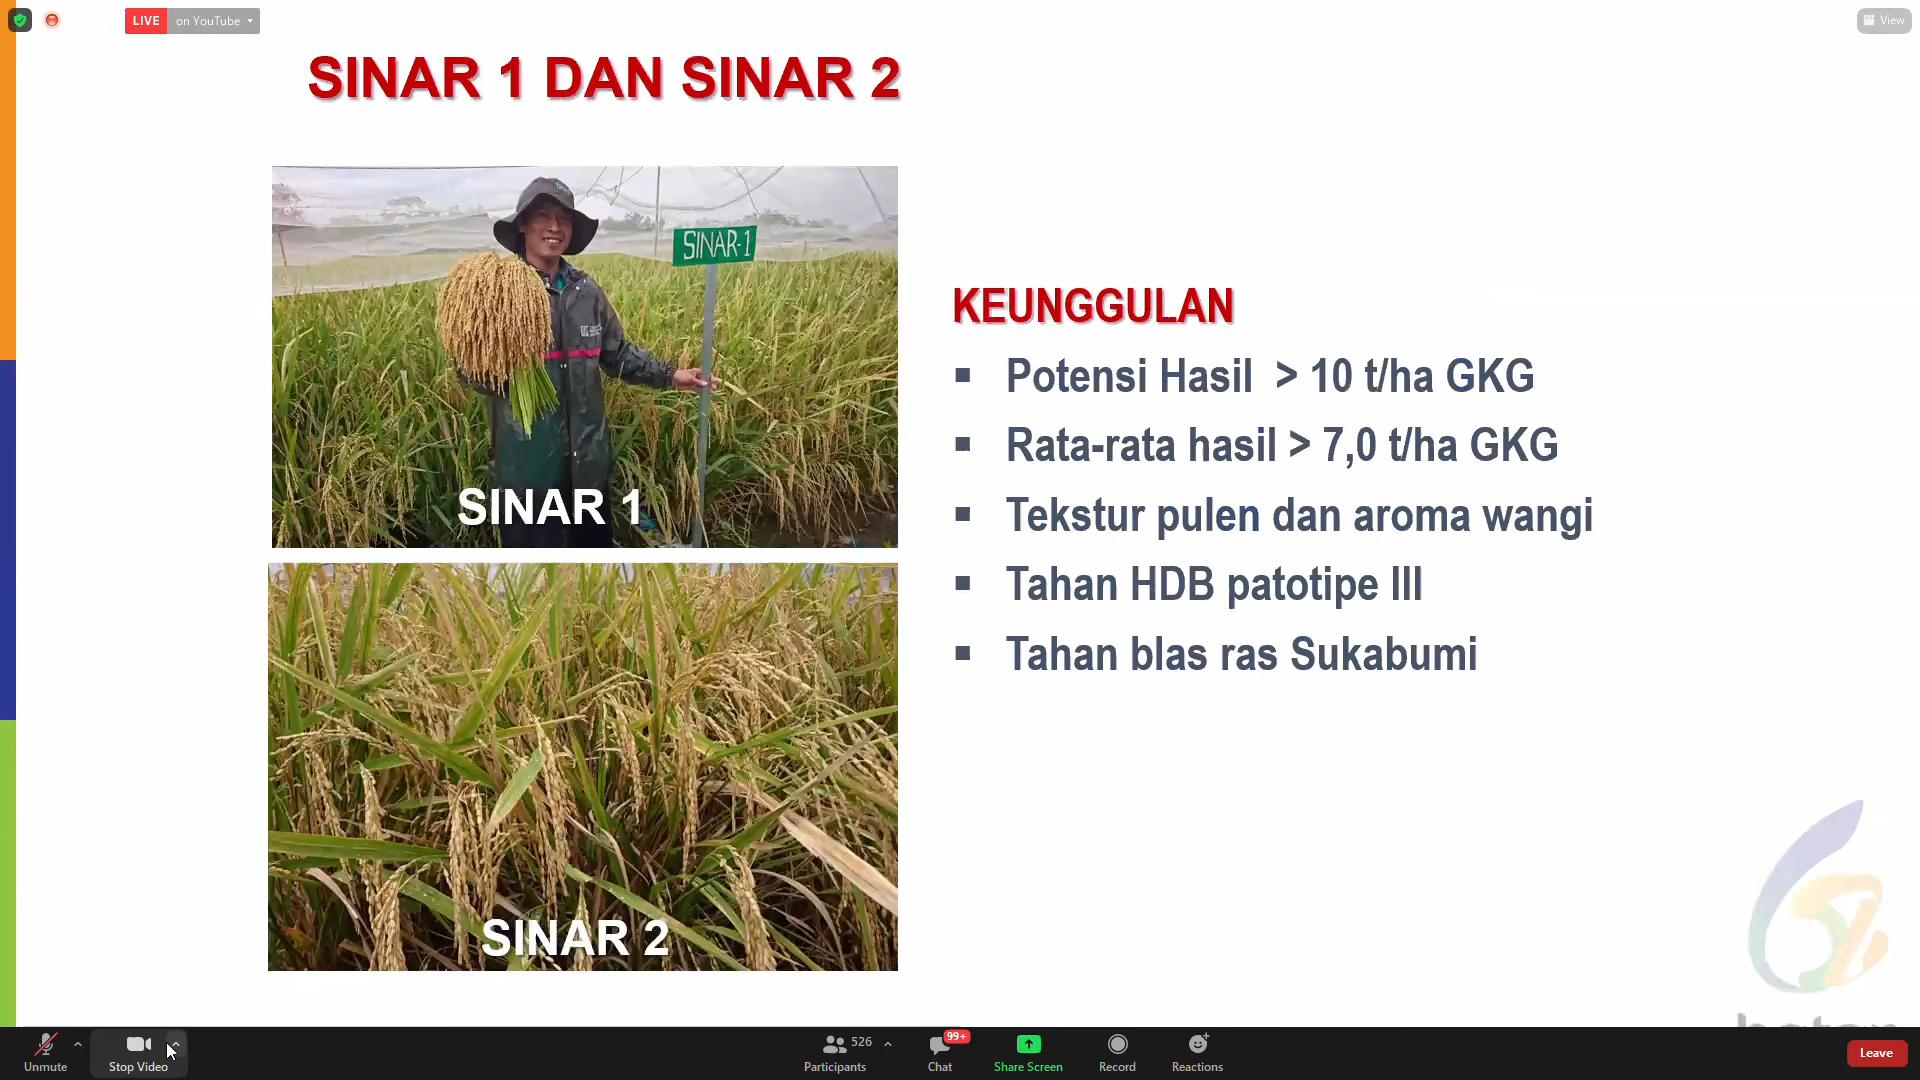 LIVE on YouTube
View
SINAR 1 DAN SINAR 2
SINAR-1
SINAR 1
SINAR 2
KEUNGGULAN
▪ Potensi Hasil > 10 t/ha GKG
▪ Rata-rata hasil > 7,0 t/ha GKG
▪ Tekstur pulen dan aroma wangi
▪ Tahan HDB patotipe III
▪ Tahan blas ras Sukabumi
Unmute
Stop Video
526
Participants
99+
Chat
Share Screen
Record
Reactions
Leave